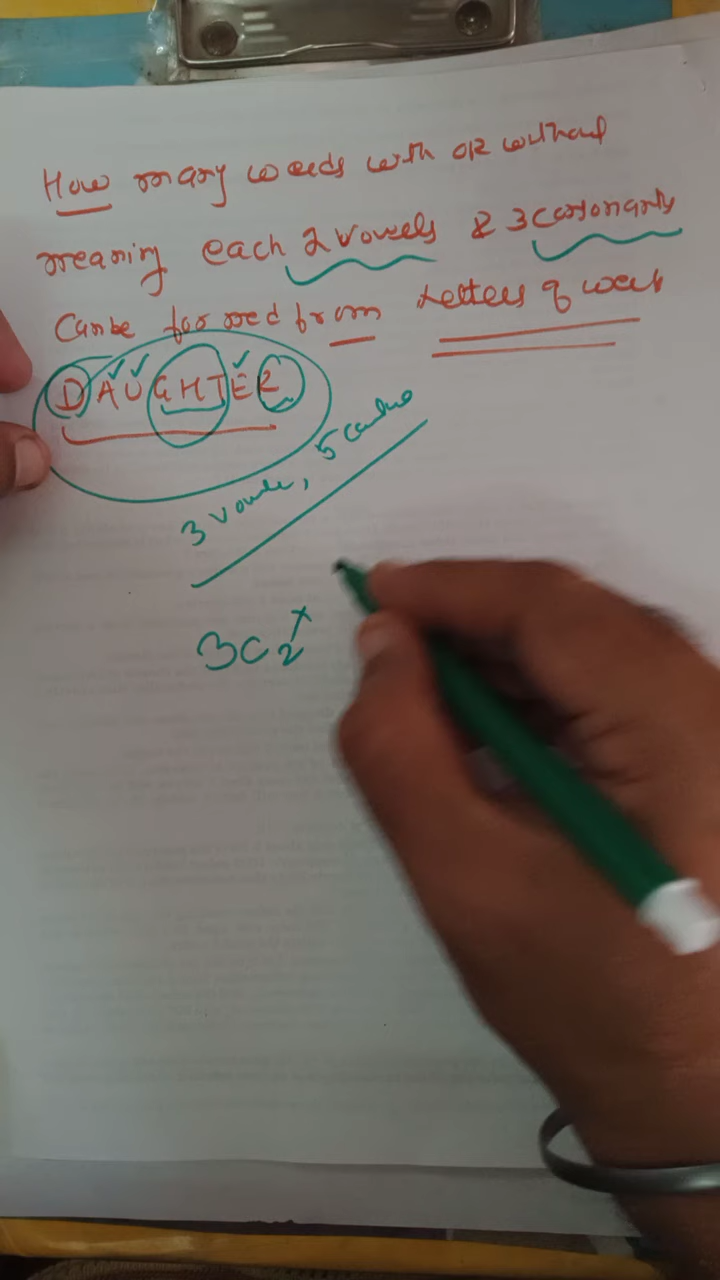 How many words with or without
meaning each 2 vowels & 3 consonants
Can be formed from Letters of word
DAUGHTER
3 vowels, 5
3C2 ×